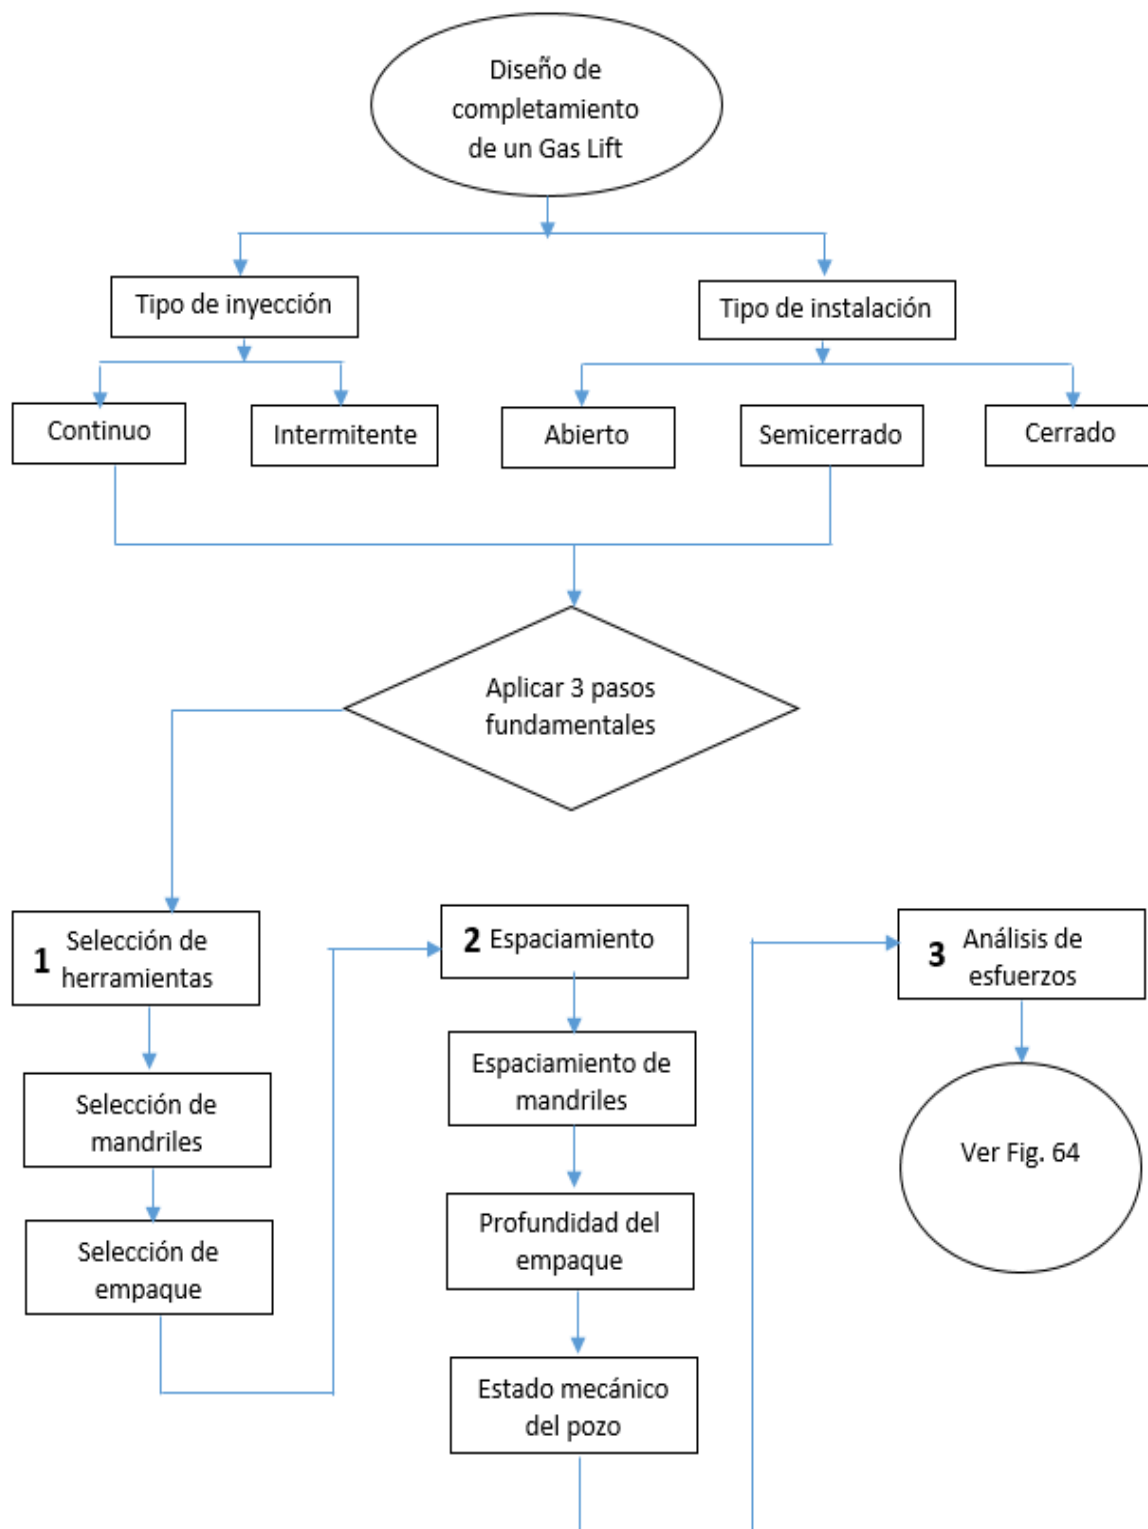 Diseño de
completamiento
de un Gas Lift
Tipo de inyección
Tipo de instalación
Continuo
Intermitente
Abierto
Semicerrado
Cerrado
Aplicar 3 pasos
fundamentales
1 Selección de
herramientas
Selección de
mandriles
Selección de
empaque
2 Espaciamiento
Espaciamiento de
mandriles
Profundidad del
empaque
Estado mecánico
del pozo
3 Análisis de
esfuerzos
Ver Fig. 64